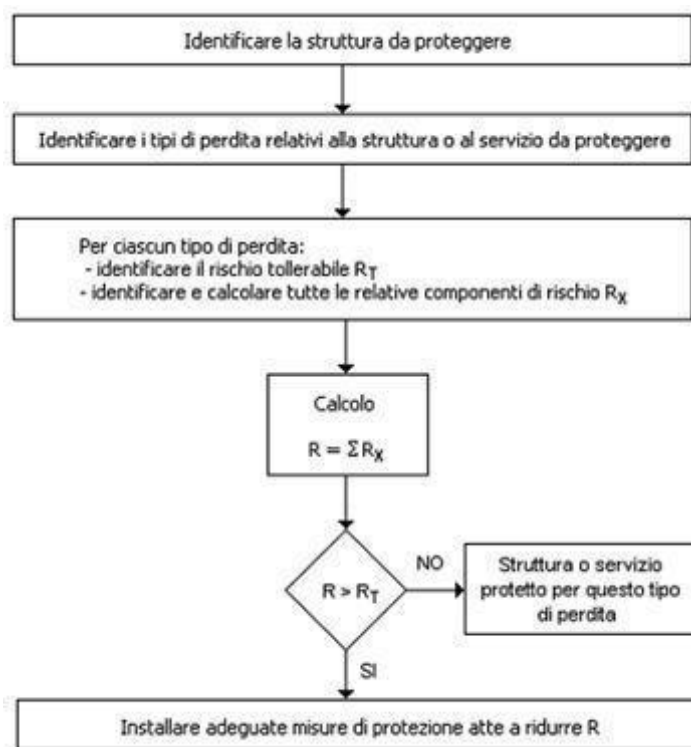 Identificare la struttura da proteggere
Identificare i tipi di perdita relativi alla struttura o al servizio da proteggere
Per ciascun tipo di perdita:
- identificare il rischio tollerabile RT
- identificare e calcolare tutte le relative componenti di rischio RX
Calcolo
R = ΣRX
R > RT
NO
Struttura o servizio
protetto per questo tipo
di perdita
SI
Installare adeguate misure di protezione atte a ridurre R